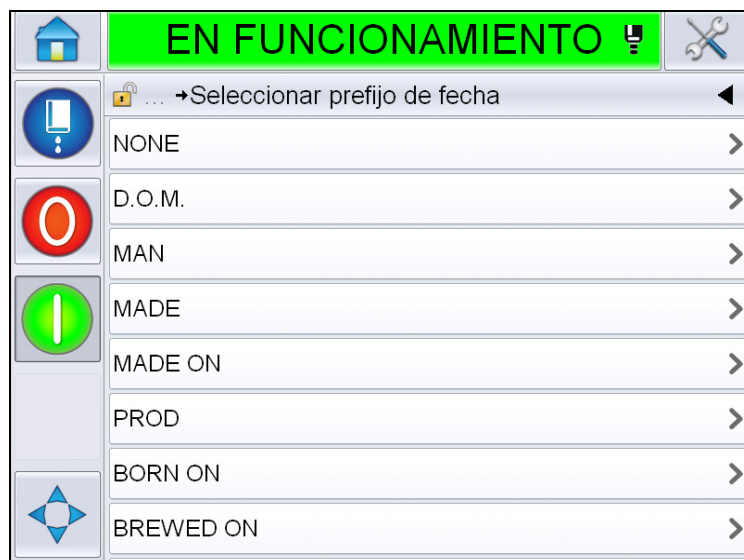 EN FUNCIONAMIENTO
... →Seleccionar prefijo de fecha
NONE
D.O.M.
MAN
MADE
MADE ON
PROD
BORN ON
BREWED ON